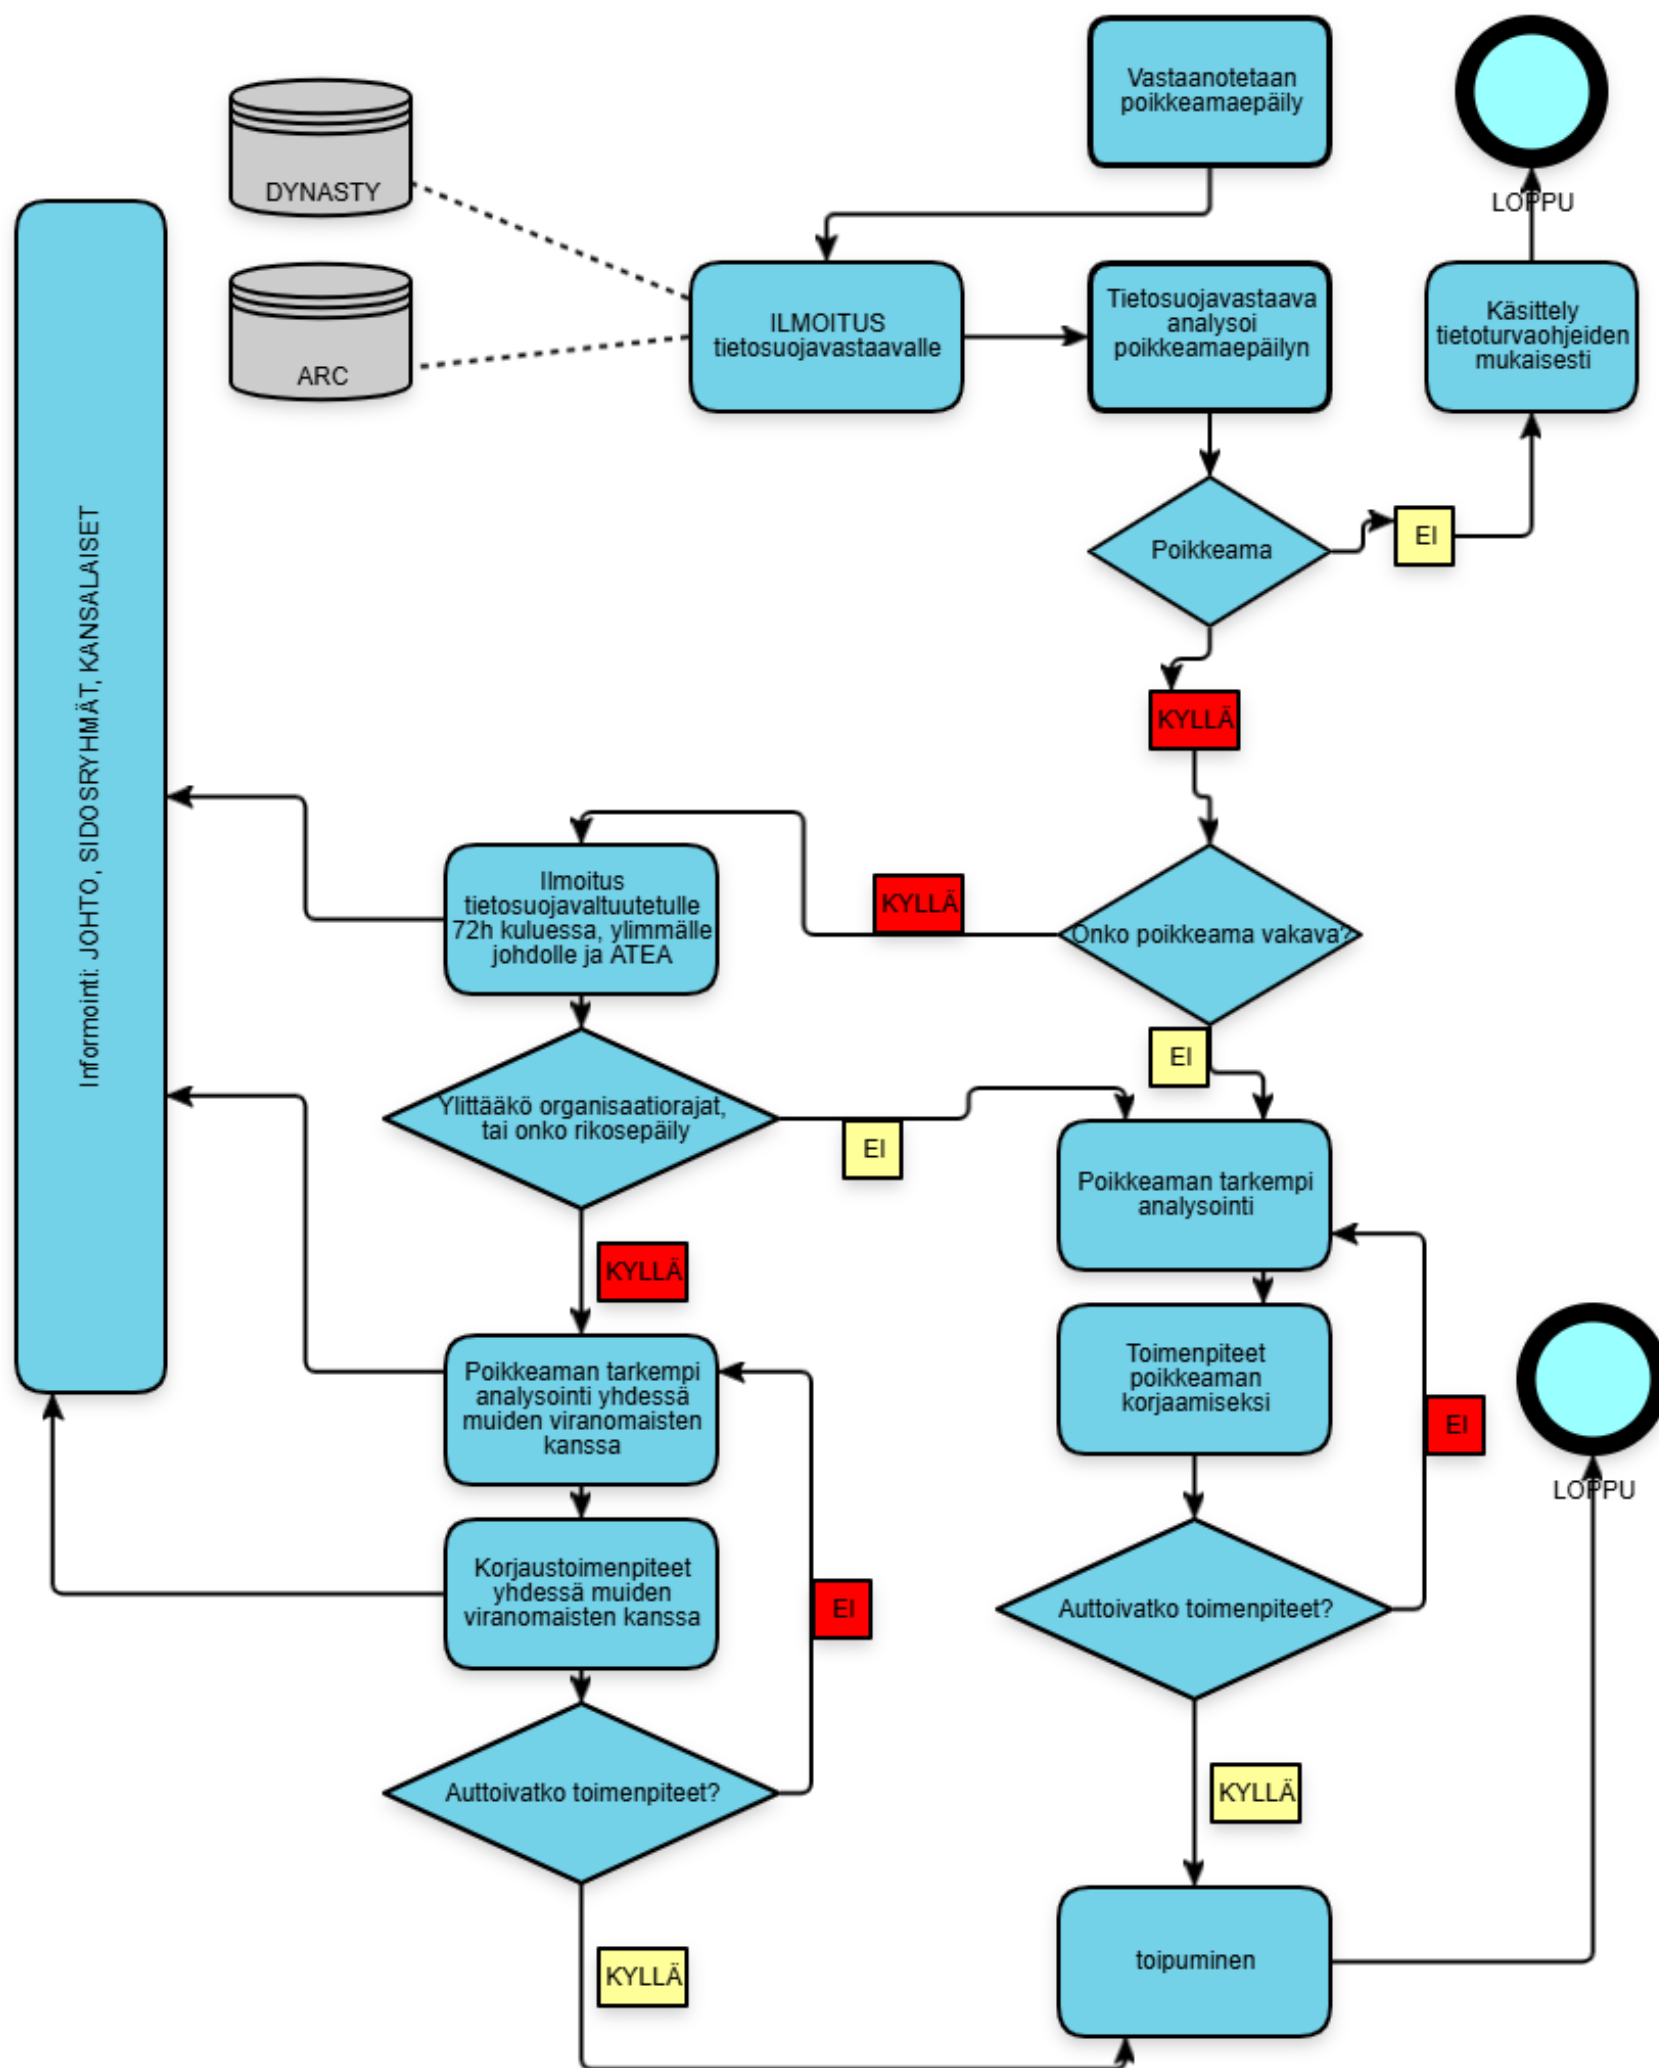 Vastaanotetaan
poikkeamaepäily
LOPPU
DYNASTY
ARC
ILMOITUS
tietosuojavastaavalle
Tietosuojavastaava
analysoi
poikkeamaepäilyn
Käsittely
tietoturvaohjeiden
mukaisesti
Poikkeama
EI
KYLLÄ
Informointi: JOHTO, SIDOSRYHMÄT, KANSALAISET
Onko poikkeama vakava?
KYLLÄ
Ilmoitus
tietosuojavaltuutetulle
72h kuluessa, ylimmälle
johdolle ja ATEA
EI
Ylittääkö organisaatiorajat,
tai onko rikosepäily
EI
Poikkeaman tarkempi
analysointi
KYLLÄ
Poikkeaman tarkempi
analysointi yhdessä
muiden viranomaisten
kanssa
Toimenpiteet
poikkeaman
korjaamiseksi
EI
LOPPU
Korjaustoimenpiteet
yhdessä muiden
viranomaisten kanssa
EI
Auttoivatko toimenpiteet?
Auttoivatko toimenpiteet?
KYLLÄ
KYLLÄ
toipuminen